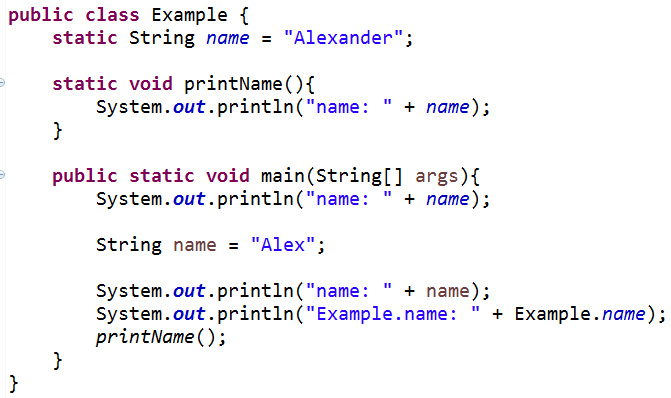 public class Example {
    static String name = "Alexander";

    static void printName(){
        System.out.println("name: " + name);
    }

    public static void main(String[] args){
        System.out.println("name: " + name);

        String name = "Alex";

        System.out.println("name: " + name);
        System.out.println("Example.name: " + Example.name);
        printName();
    }
}